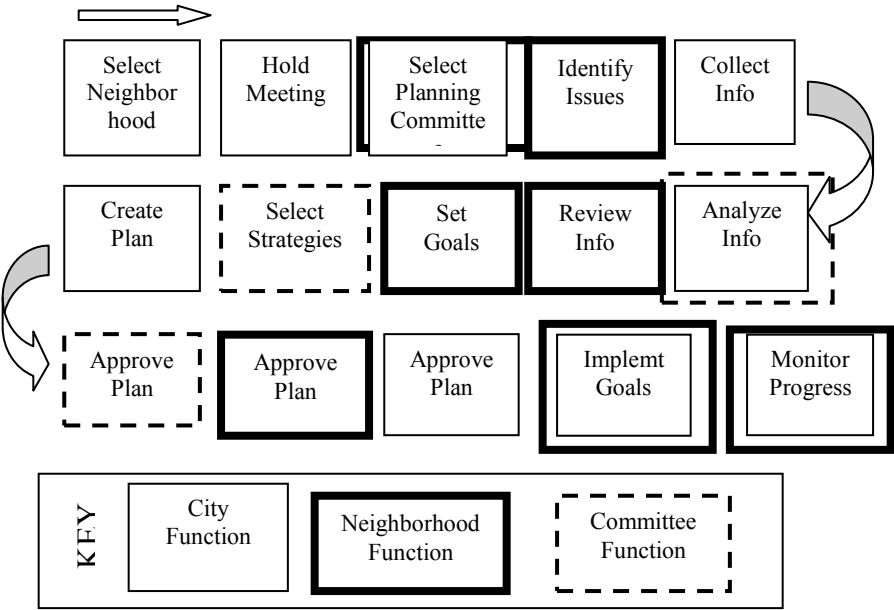 Select
Neighbor
hood
Hold
Meeting
Select
Planning
Committe
Identify
Issues
Collect
Info
Create
Plan
Select
Strategies
Set
Goals
Review
Info
Analyze
Info
Approve
Plan
Approve
Plan
Approve
Plan
Implemt
Goals
Monitor
Progress
KEY
City
Function
Neighborhood
Function
Committee
Function